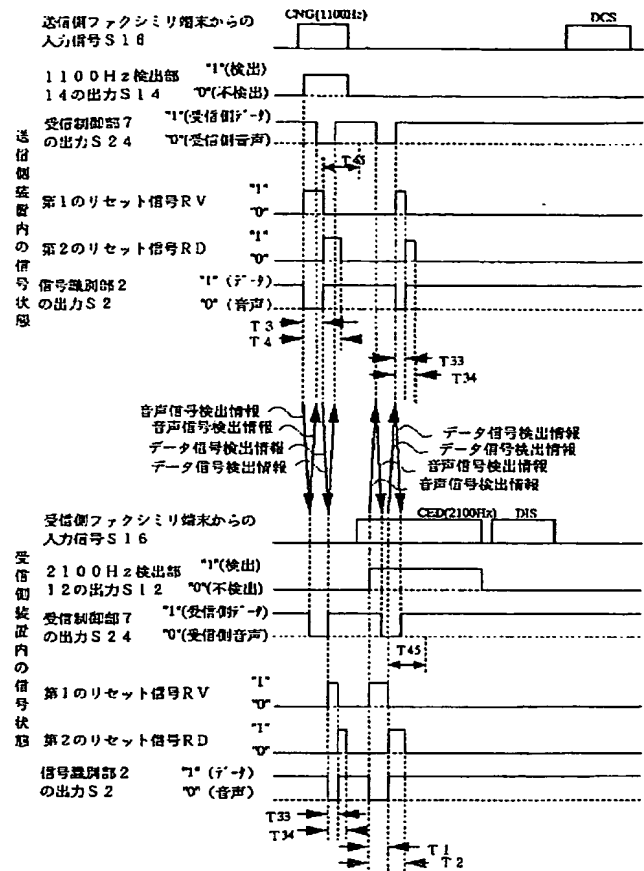 送信側ファクシミリ端末からの
入力信号S16
CNG(1100Hz)
DCS
1100Hz検出部
14の出力S14
"1"(検出)
"0"(不検出)
受信制御部7
の出力S24
"1"(受信側データ)
"0"(受信側音声)
T45
第1のリセット信号RV
"1"
"0"
第2のリセット信号RD
"1"
"0"
信号識別部2
の出力S2
"1"(データ)
"0"(音声)
送信側装置内の信号状態
T3
T4
T33
T34
音声信号検出情報
音声信号検出情報
データ信号検出情報
データ信号検出情報
データ信号検出情報
データ信号検出情報
音声信号検出情報
音声信号検出情報
受信側ファクシミリ端末からの
入力信号S16
CED(2100Hz)
DIS
2100Hz検出部
12の出力S12
"1"(検出)
"0"(不検出)
受信制御部7
の出力S24
"1"(受信側データ)
"0"(受信側音声)
T45
第1のリセット信号RV
"1"
"0"
第2のリセット信号RD
"1"
"0"
信号識別部2
の出力S2
"1"(データ)
"0"(音声)
受信側装置内の信号状態
T33
T34
T1
T2